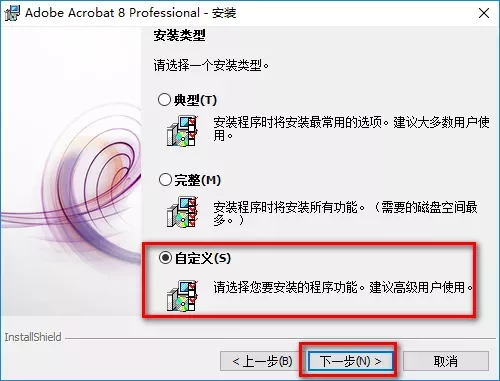 Adobe Acrobat 8 Professional - 安装
安装类型
请选择一个安装类型。
典型(T)
安装程序时将安装最常用的选项。建议大多数用户使
用。
完整(M)
安装程序时将安装所有功能。（需要的磁盘空间最
多。）
自定义(S)
请选择您要安装的程序功能。建议高级用户使用。
InstallShield
< 上一步(B)
下一步(N) >
取消